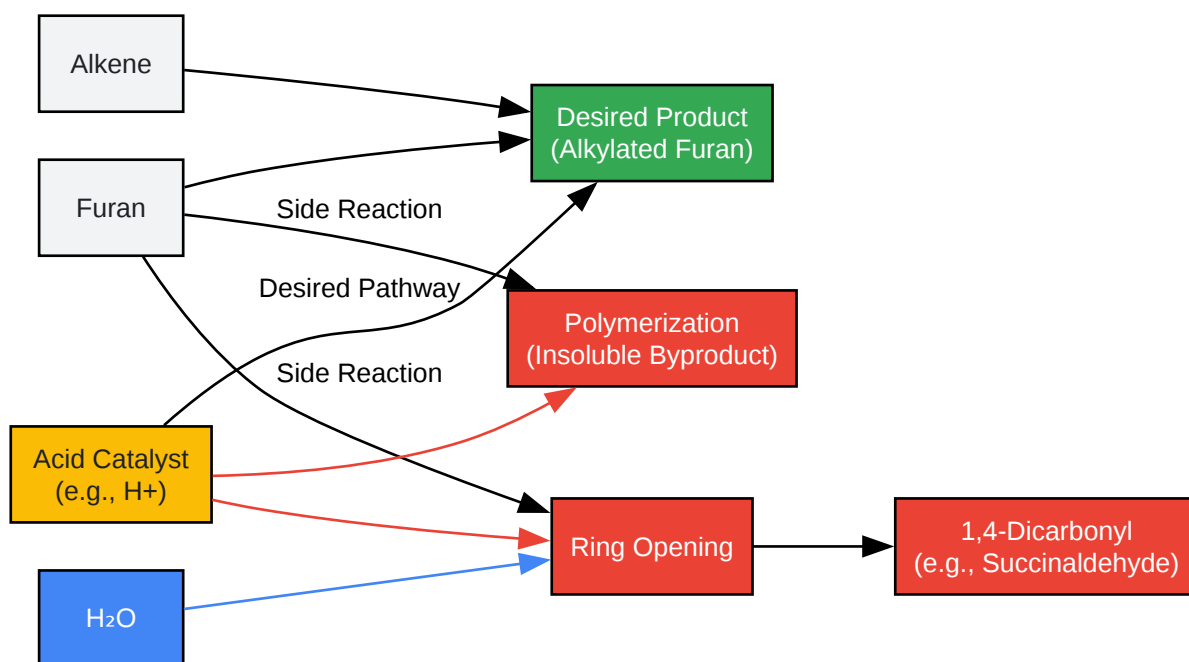 Alkene
Desired Product
(Alkylated Furan)
Furan
Side Reaction
Desired Pathway
Polymerization
(Insoluble Byproduct)
Side Reaction
Acid Catalyst
(e.g., H+)
Ring Opening
1,4-Dicarbonyl
(e.g., Succinaldehyde)
H₂O